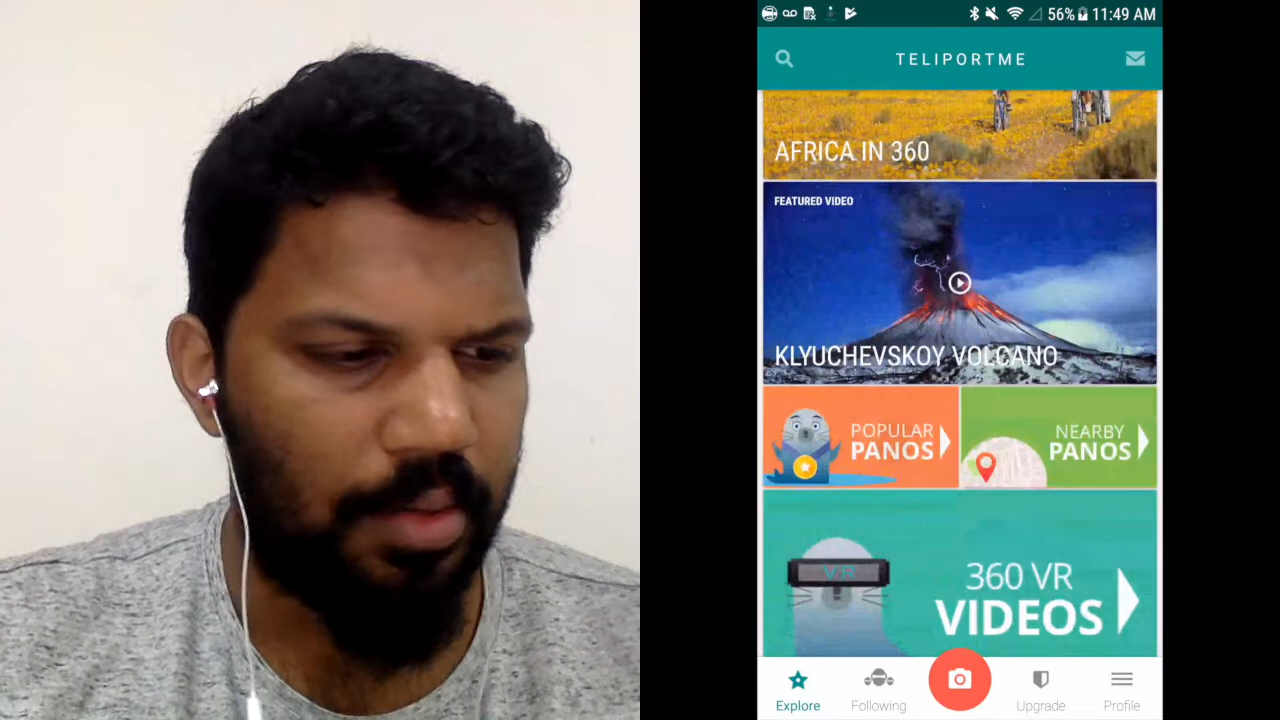 56% 11:49 AM
TELIPORTME
AFRICA IN 360
FEATURED VIDEO
KLYUCHEVSKOY VOLCANO
POPULAR
PANOS
NEARBY
PANOS
360 VR
VIDEOS
Explore
Following
Upgrade
Profile